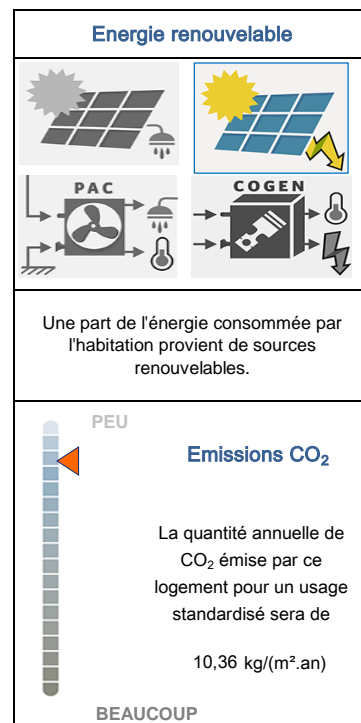 Energie renouvelable
PAC
COGEN
Une part de l'énergie consommée par
l'habitation provient de sources
renouvelables.
PEU
Emissions CO₂
La quantité annuelle de
CO₂ émise par ce
logement pour un usage
standardisé sera de
10,36 kg/(m².an)
BEAUCOUP